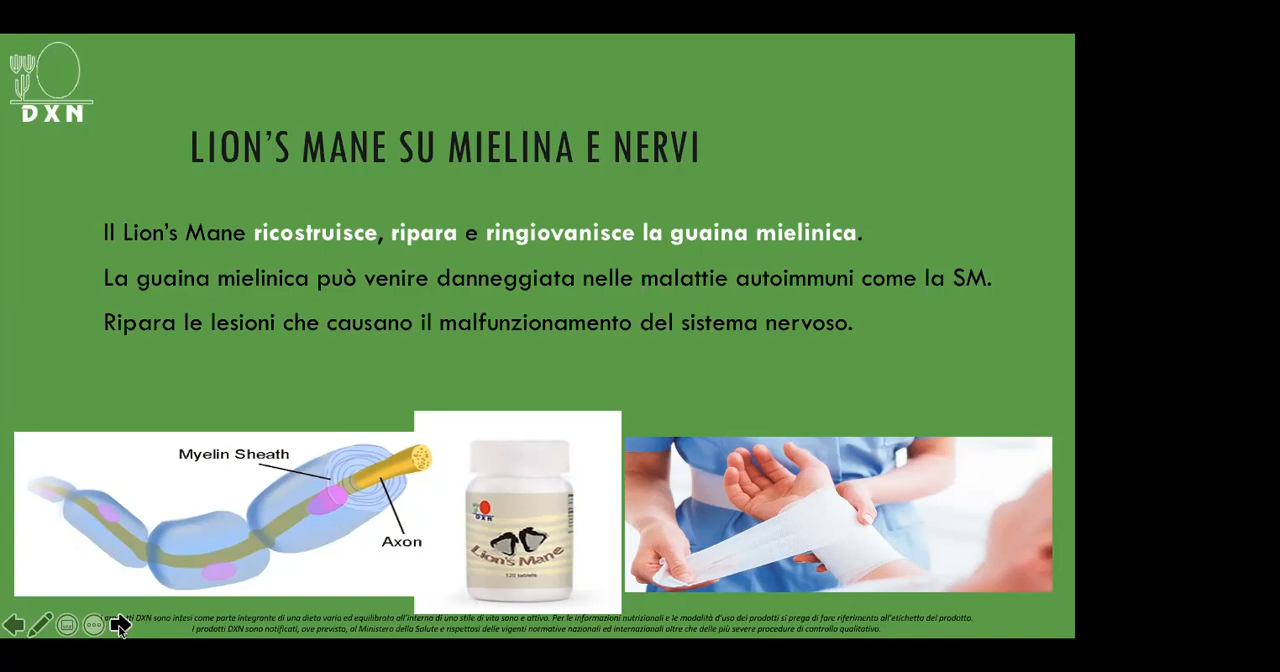 DXN
LION'S MANE SU MIELINA E NERVI
Il Lion's Mane ricostruisce, ripara e ringiovanisce la guaina mielinica.
La guaina mielinica può venire danneggiata nelle malattie autoimmuni come la SM.
Ripara le lesioni che causano il malfunzionamento del sistema nervoso.
Myelin Sheath
Axon
DXN
Lion's Mane
120 tablets
prodotti DXN sono intesi come parte integrante di una dieta varia ed equilibrata all'interno di uno stile di vita sano e attivo. Per le informazioni nutrizionali e le modalità d'uso dei prodotti si prega di fare riferimento all'etichetta del prodotto.
I prodotti DXN sono notificati, ove previsto, al Ministero della Salute e rispettosi delle vigenti normative nazionali ed internazionali oltre che delle più severe procedure di controllo qualitativo.